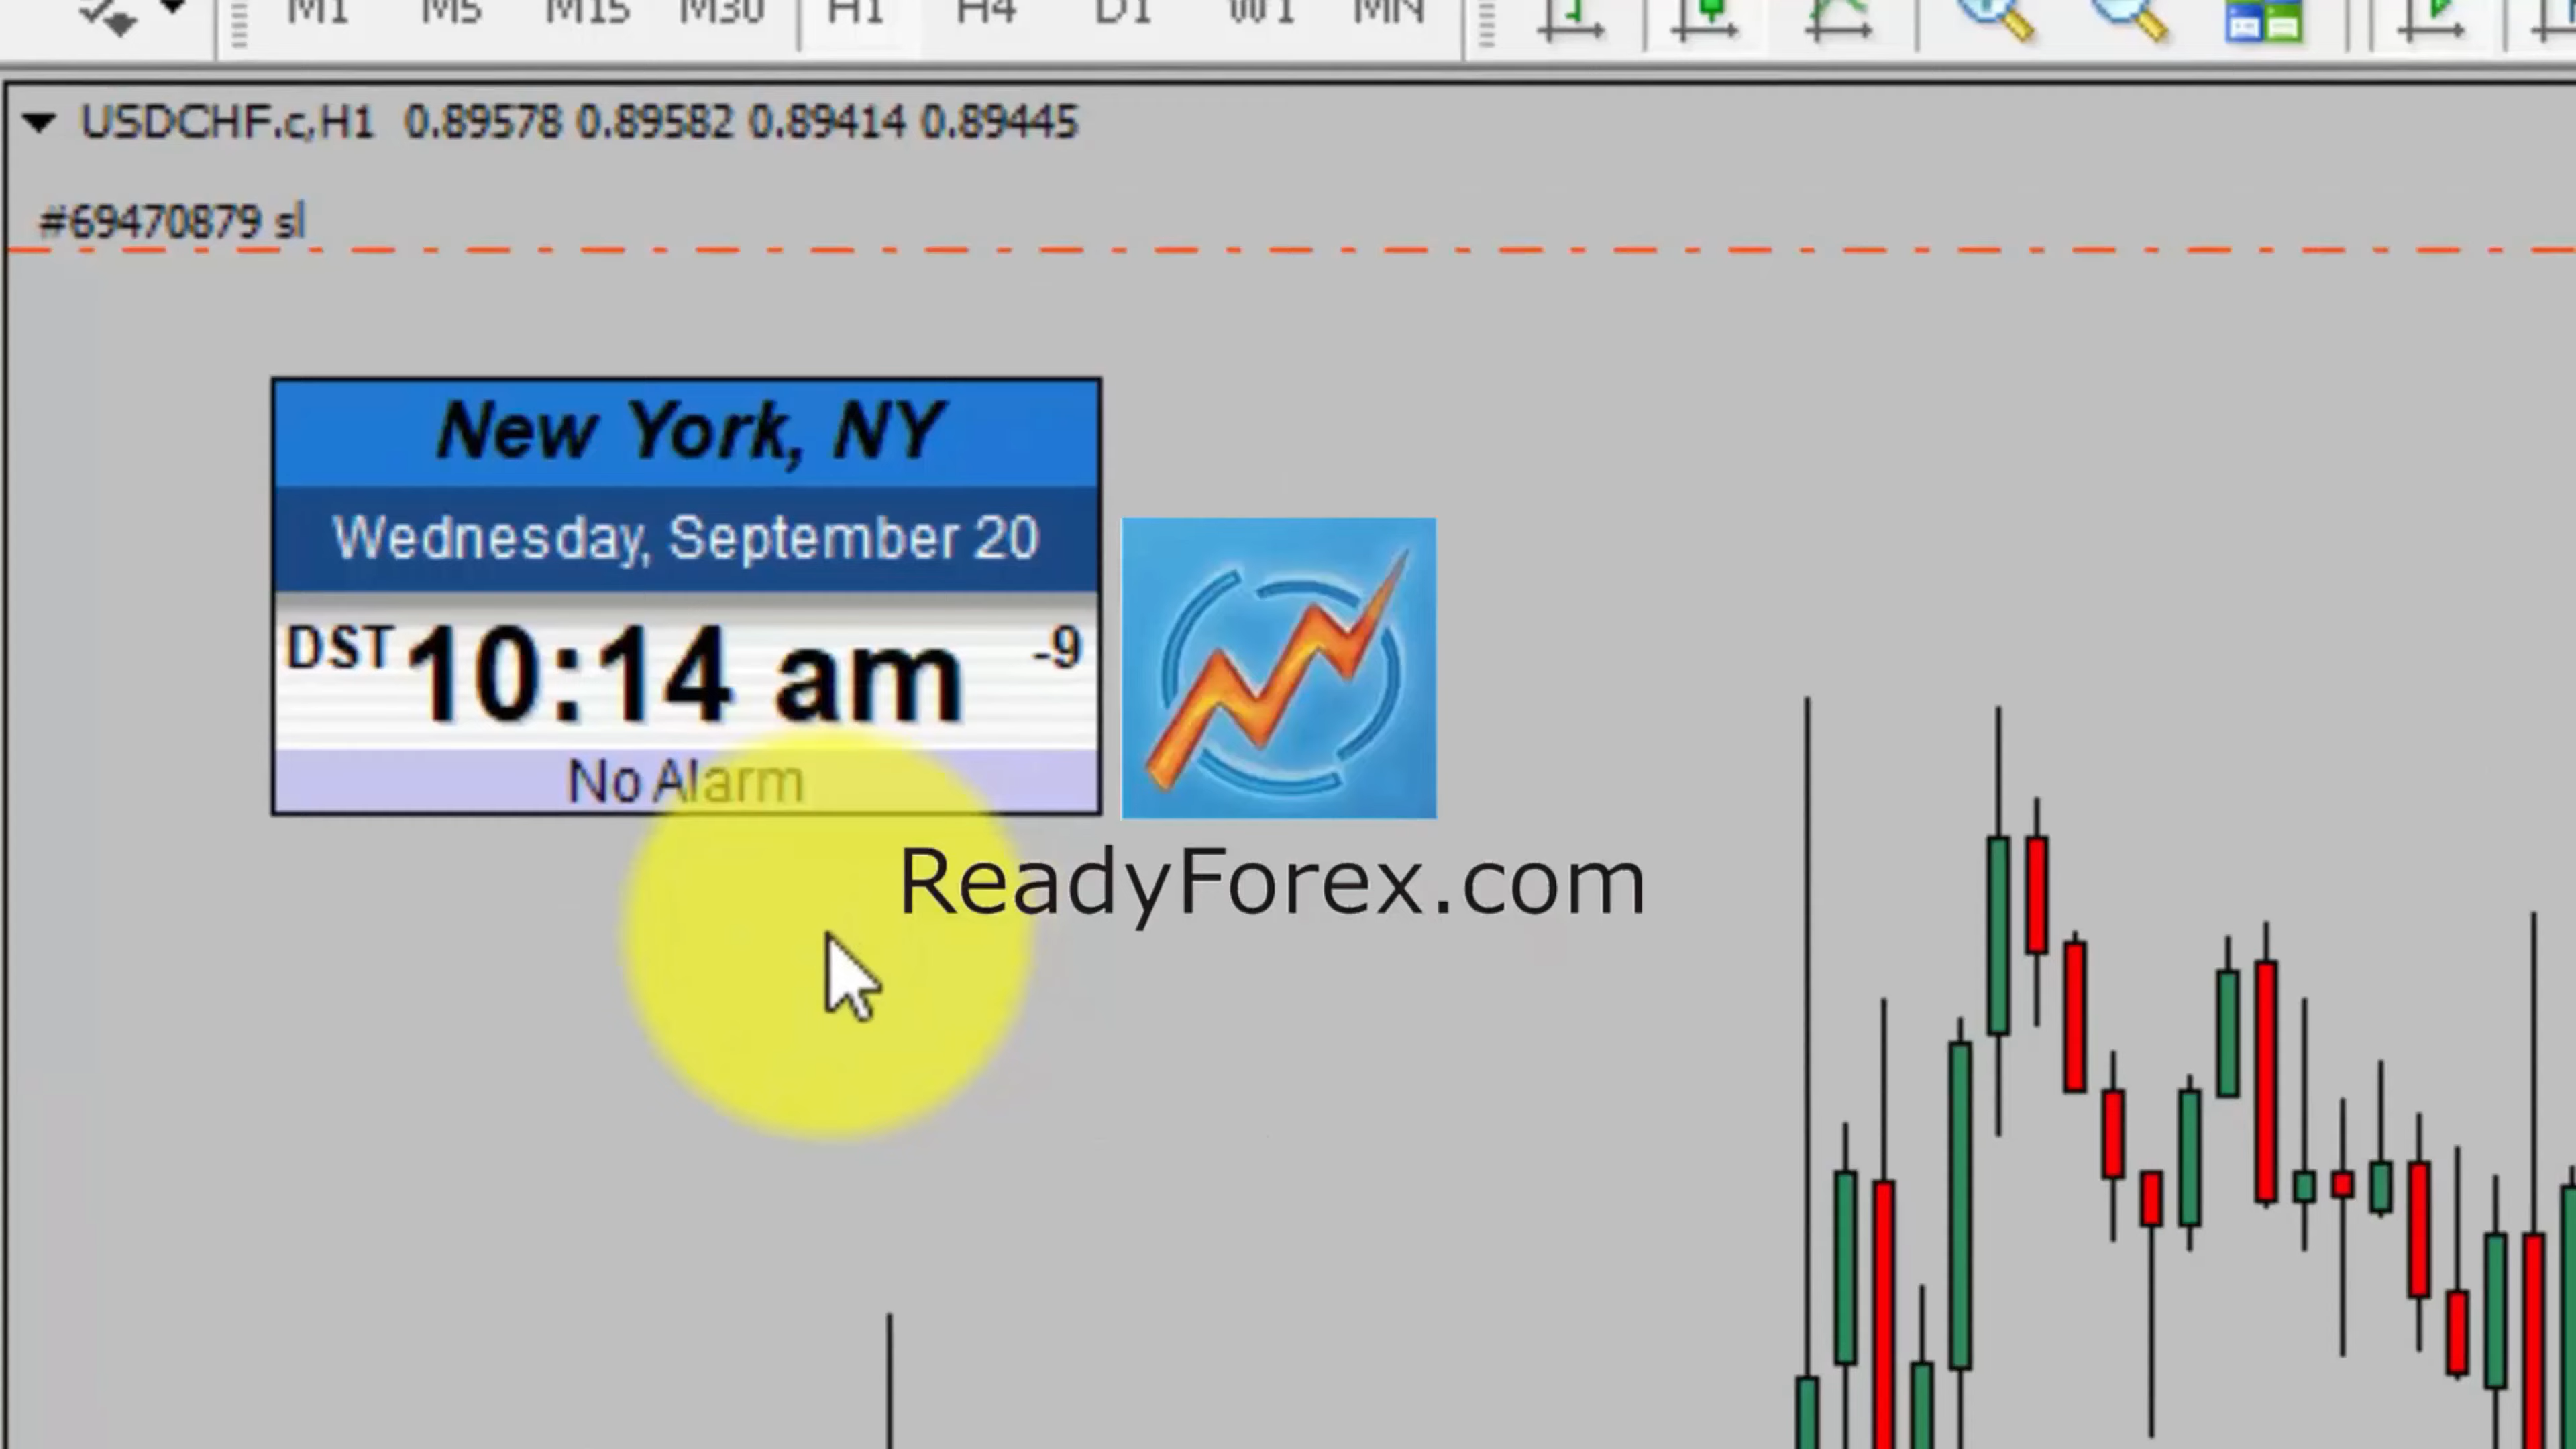 M1 M5 M15 M30 H1 H4 D1 W1 MN
USDCHF.c,H1 0.89578 0.89582 0.89414 0.89445
#69470879 sl
New York, NY
Wednesday, September 20
DST 10:14 am -9
No Alarm
ReadyForex.com